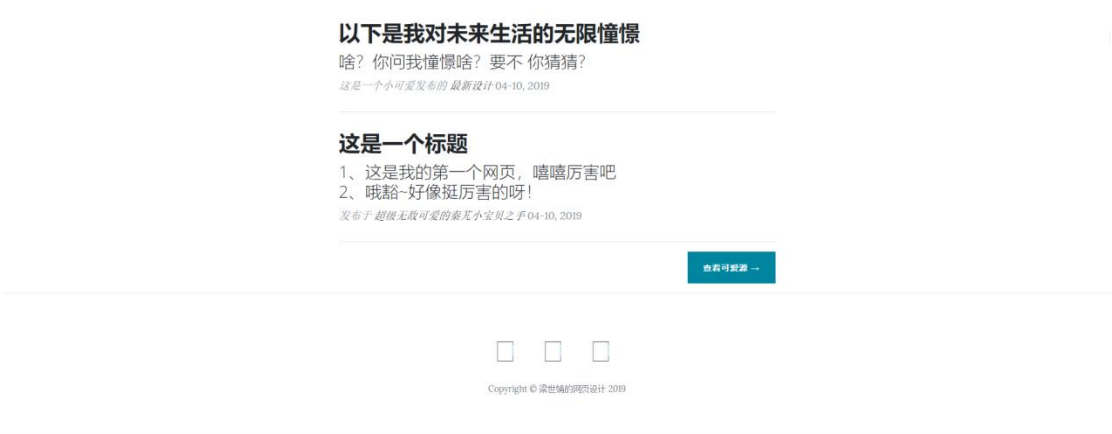 以下是我对未来生活的无限憧憬
啥？你问我憧憬啥？要不 你猜猜？
这是一个小可爱发布的 最新设计 04-10, 2019
这是一个标题
1、这是我的第一个网页，嘻嘻厉害吧
2、哦豁~好像挺厉害的呀！
发布于 超级无敌可爱的秦芃小宝贝之手 04-10, 2019
查看可爱源 →
Copyright © 梁世婧的网页设计 2019